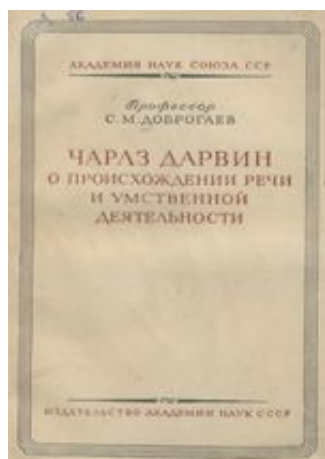 АКАДЕМИЯ НАУК СОЮЗА ССР
Профессор
С. М. ДОБРОГАЕВ
ЧАРЛЗ ДАРВИН
О ПРОИСХОЖДЕНИИ РЕЧИ
И УМСТВЕННОЙ
ДЕЯТЕЛЬНОСТИ
ИЗДАТЕЛЬСТВО АКАДЕМИИ НАУК СССР